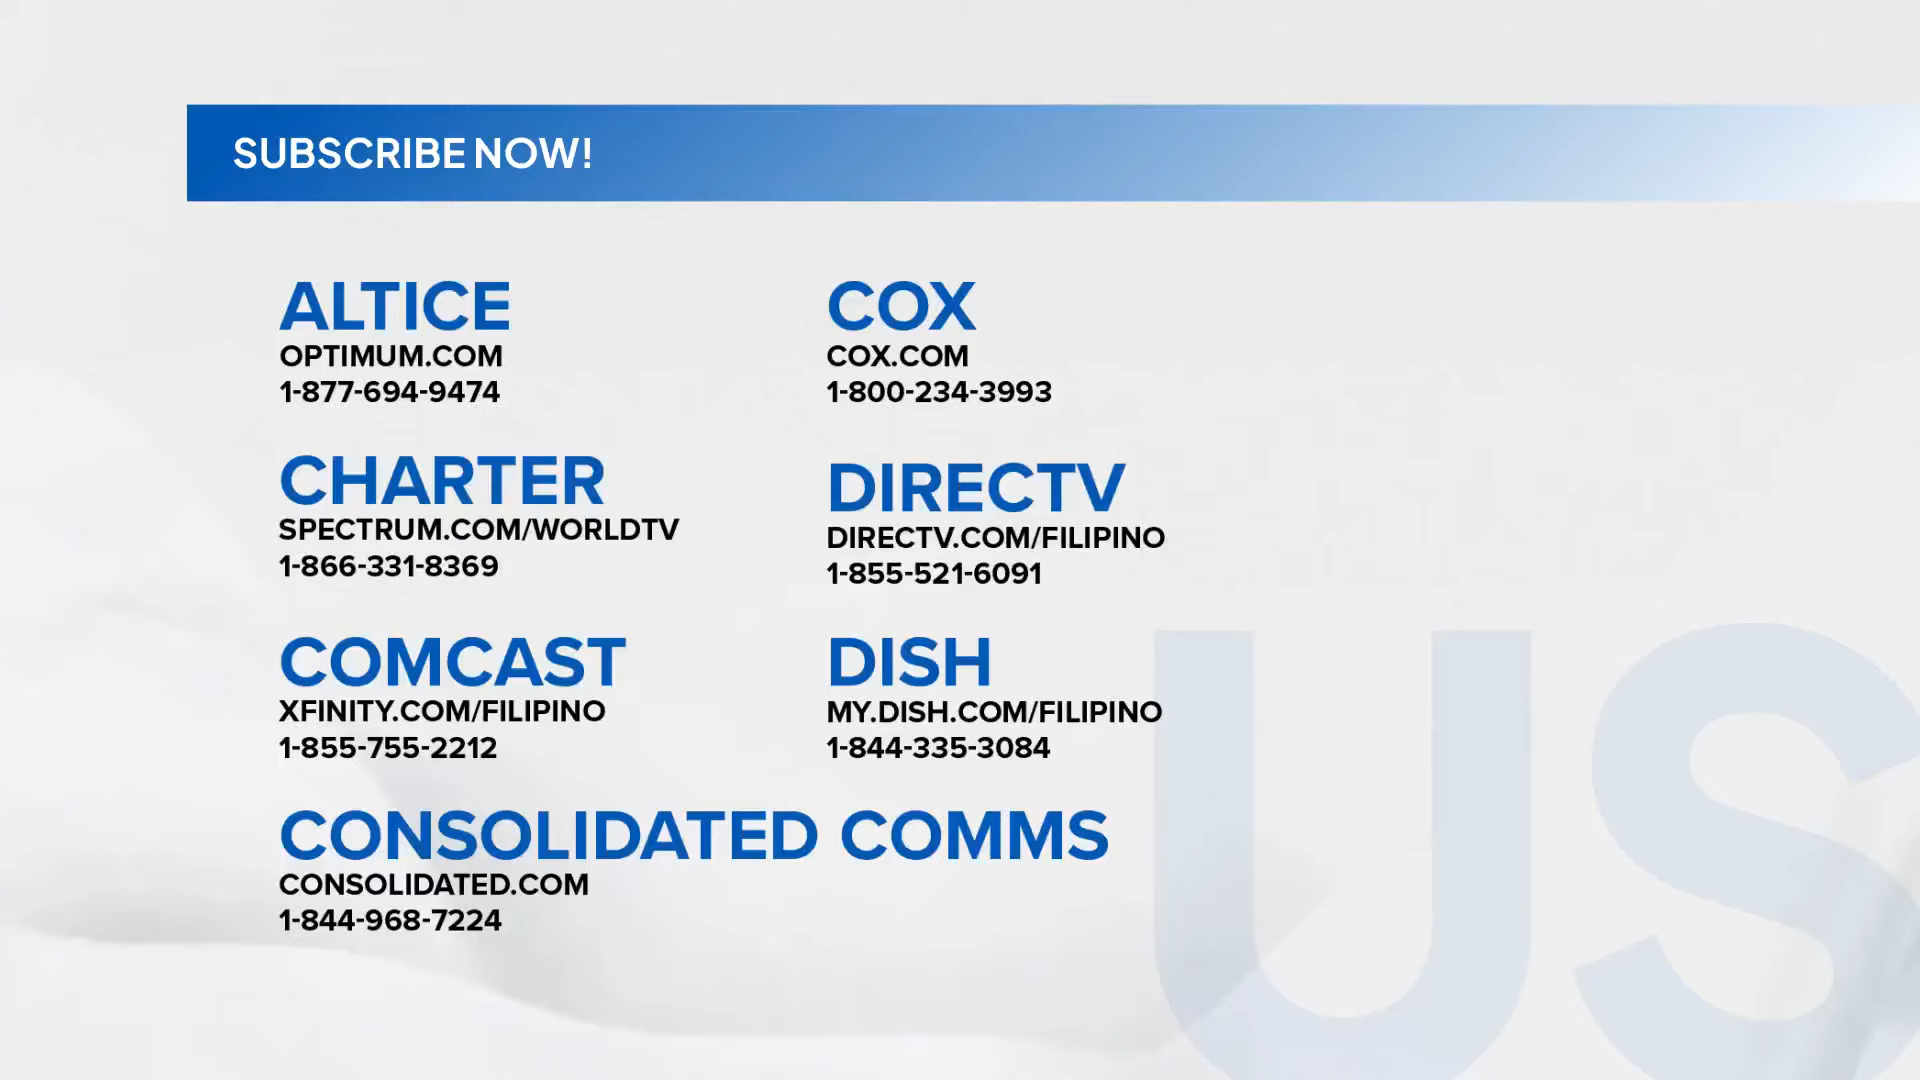 SUBSCRIBE NOW!
ALTICE
OPTIMUM.COM
1-877-694-9474
CHARTER
SPECTRUM.COM/WORLDTV
1-866-331-8369
COMCAST
XFINITY.COM/FILIPINO
1-855-755-2212
CONSOLIDATED COMMS
CONSOLIDATED.COM
1-844-968-7224
COX
COX.COM
1-800-234-3993
DIRECTV
DIRECTV.COM/FILIPINO
1-855-521-6091
DISH
MY.DISH.COM/FILIPINO
1-844-335-3084
US